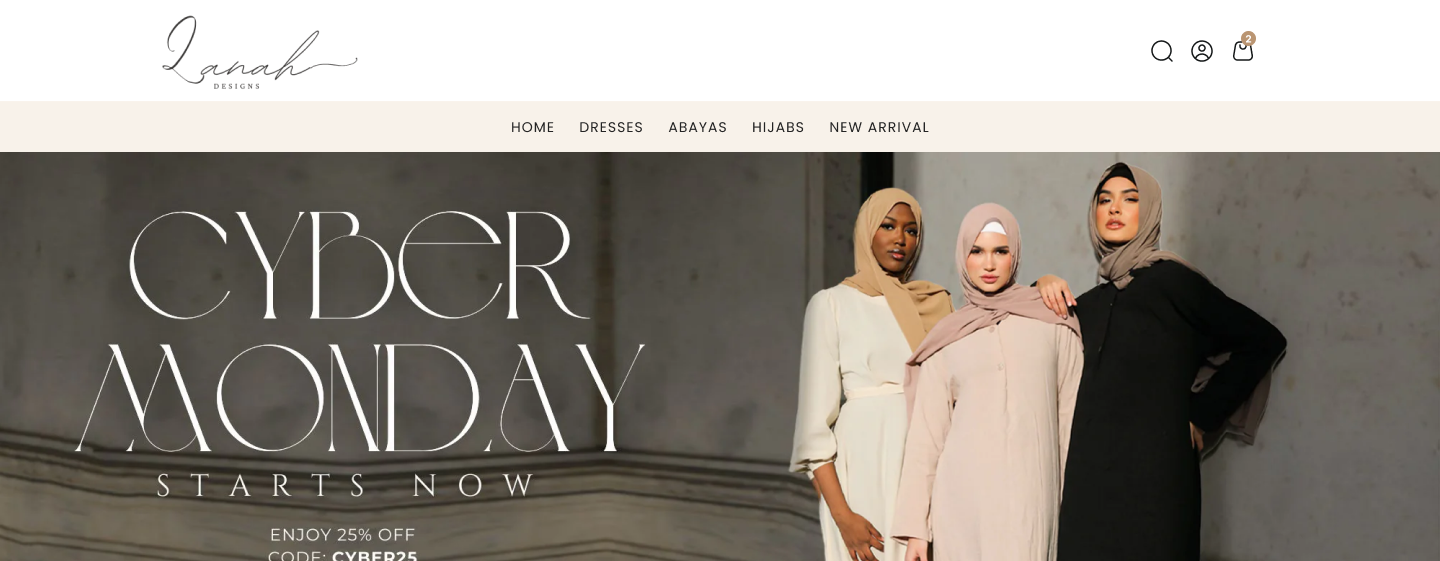 Lanah
DESIGNS
2
HOME DRESSES ABAYAS HIJABS NEW ARRIVAL
CYBER
MONDAY
STARTS NOW
ENJOY 25% OFF
CODE: CYBER25